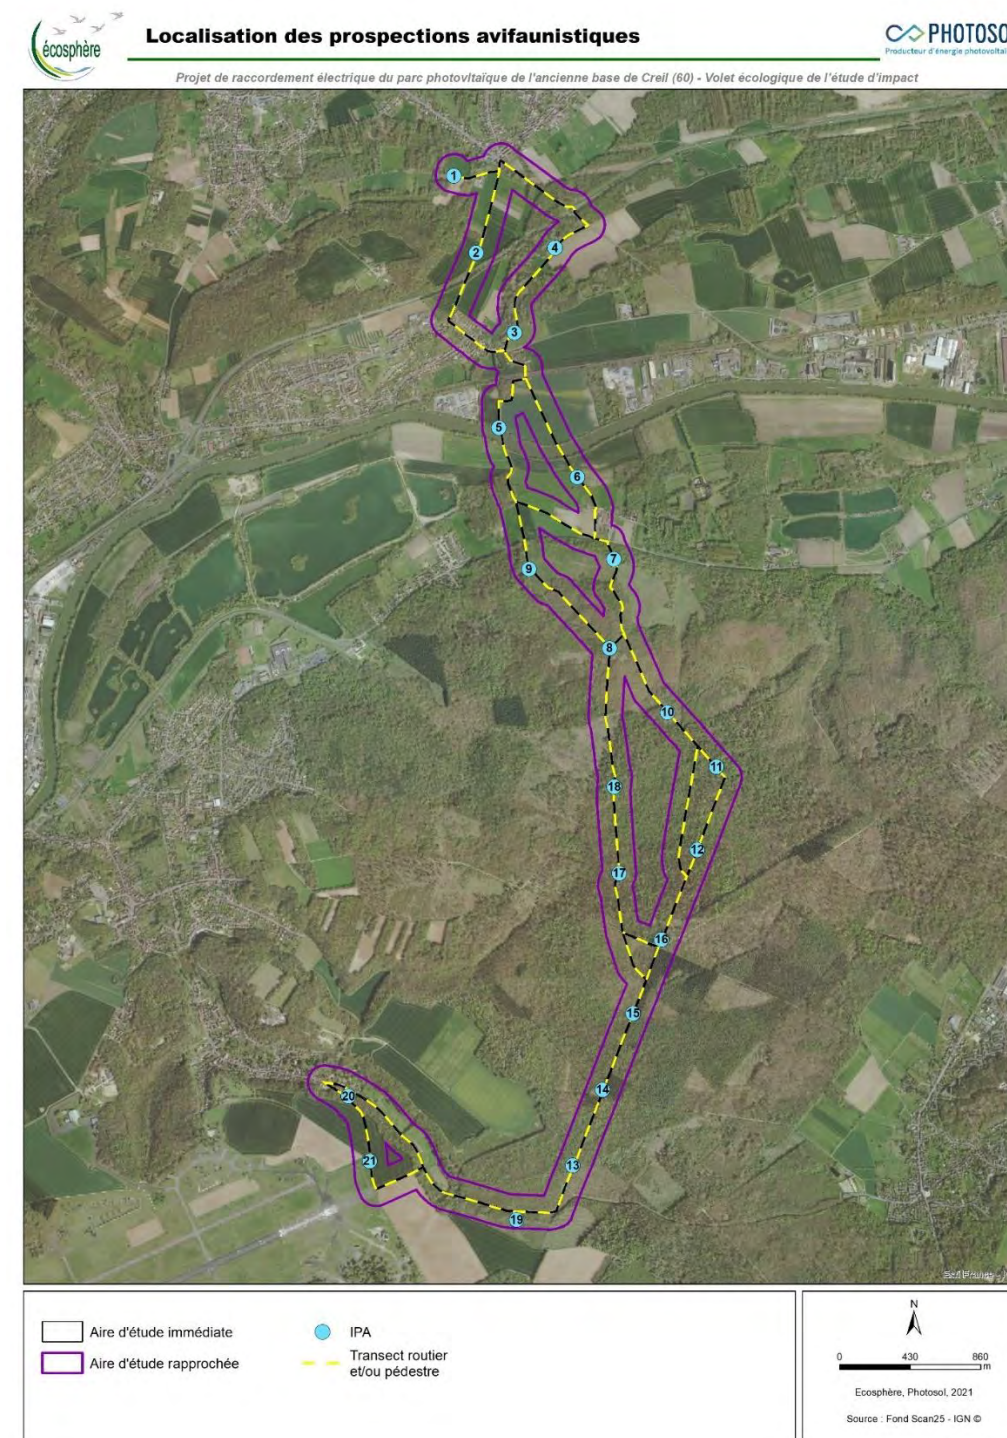 écosphère
Localisation des prospections avifaunistiques
PHOTOSO
Producteur d'énergie photovoltaï
Projet de raccordement électrique du parc photovltaïque de l'ancienne base de Creil (60) - Volet écologique de l'étude d'impact
1
2
4
3
5
6
7
9
8
10
11
18
12
17
16
15
14
20
13
21
19
Esri France
Aire d'étude immédiate
IPA
Aire d'étude rapprochée
Transect routier
et/ou pédestre
N
0 430 860
m
Ecosphère, Photosol, 2021
Source : Fond Scan25 - IGN ©